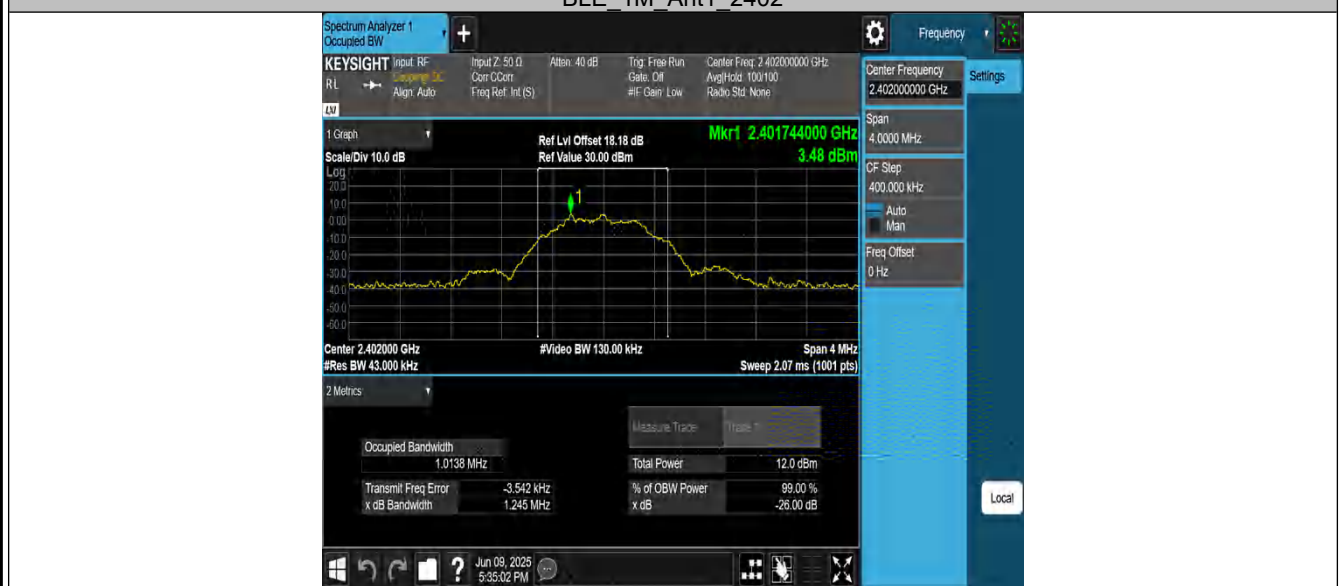 BLE_1M_Ant1_2402
Spectrum Analyzer 1
Occupied BW
+
Frequency
KEYSIGHT
RL
LXI
Input: RF
Coupling: DC
Align: Auto
Input Z: 50 Ω
Corr CCorr
Freq Ref: Int (S)
Atten: 40 dB
Trig: Free Run
Gate: Off
#IF Gain: Low
Center Freq: 2.402000000 GHz
Avg|Hold: 100/100
Radio Std: None
Center Frequency
2.402000000 GHz
Settings
Span
4.0000 MHz
CF Step
400.000 kHz
Auto
Man
Freq Offset
0 Hz
1 Graph
Scale/Div 10.0 dB
Ref Lvl Offset 18.18 dB
Ref Value 30.00 dBm
Mkr1 2.401744000 GHz
3.48 dBm
Log
20.0
10.0
0.00
-10.0
-20.0
-30.0
-40.0
-50.0
-60.0
1
Center 2.402000 GHz
#Res BW 43.000 kHz
#Video BW 130.00 kHz
Span 4 MHz
Sweep 2.07 ms (1001 pts)
2 Metrics
Measure Trace
Trace 1
Occupied Bandwidth
1.0138 MHz
Total Power 12.0 dBm
Transmit Freq Error -3.542 kHz
% of OBW Power 99.00 %
x dB Bandwidth 1.245 MHz
x dB -26.00 dB
Local
?
Jun 09, 2025
5:35:02 PM